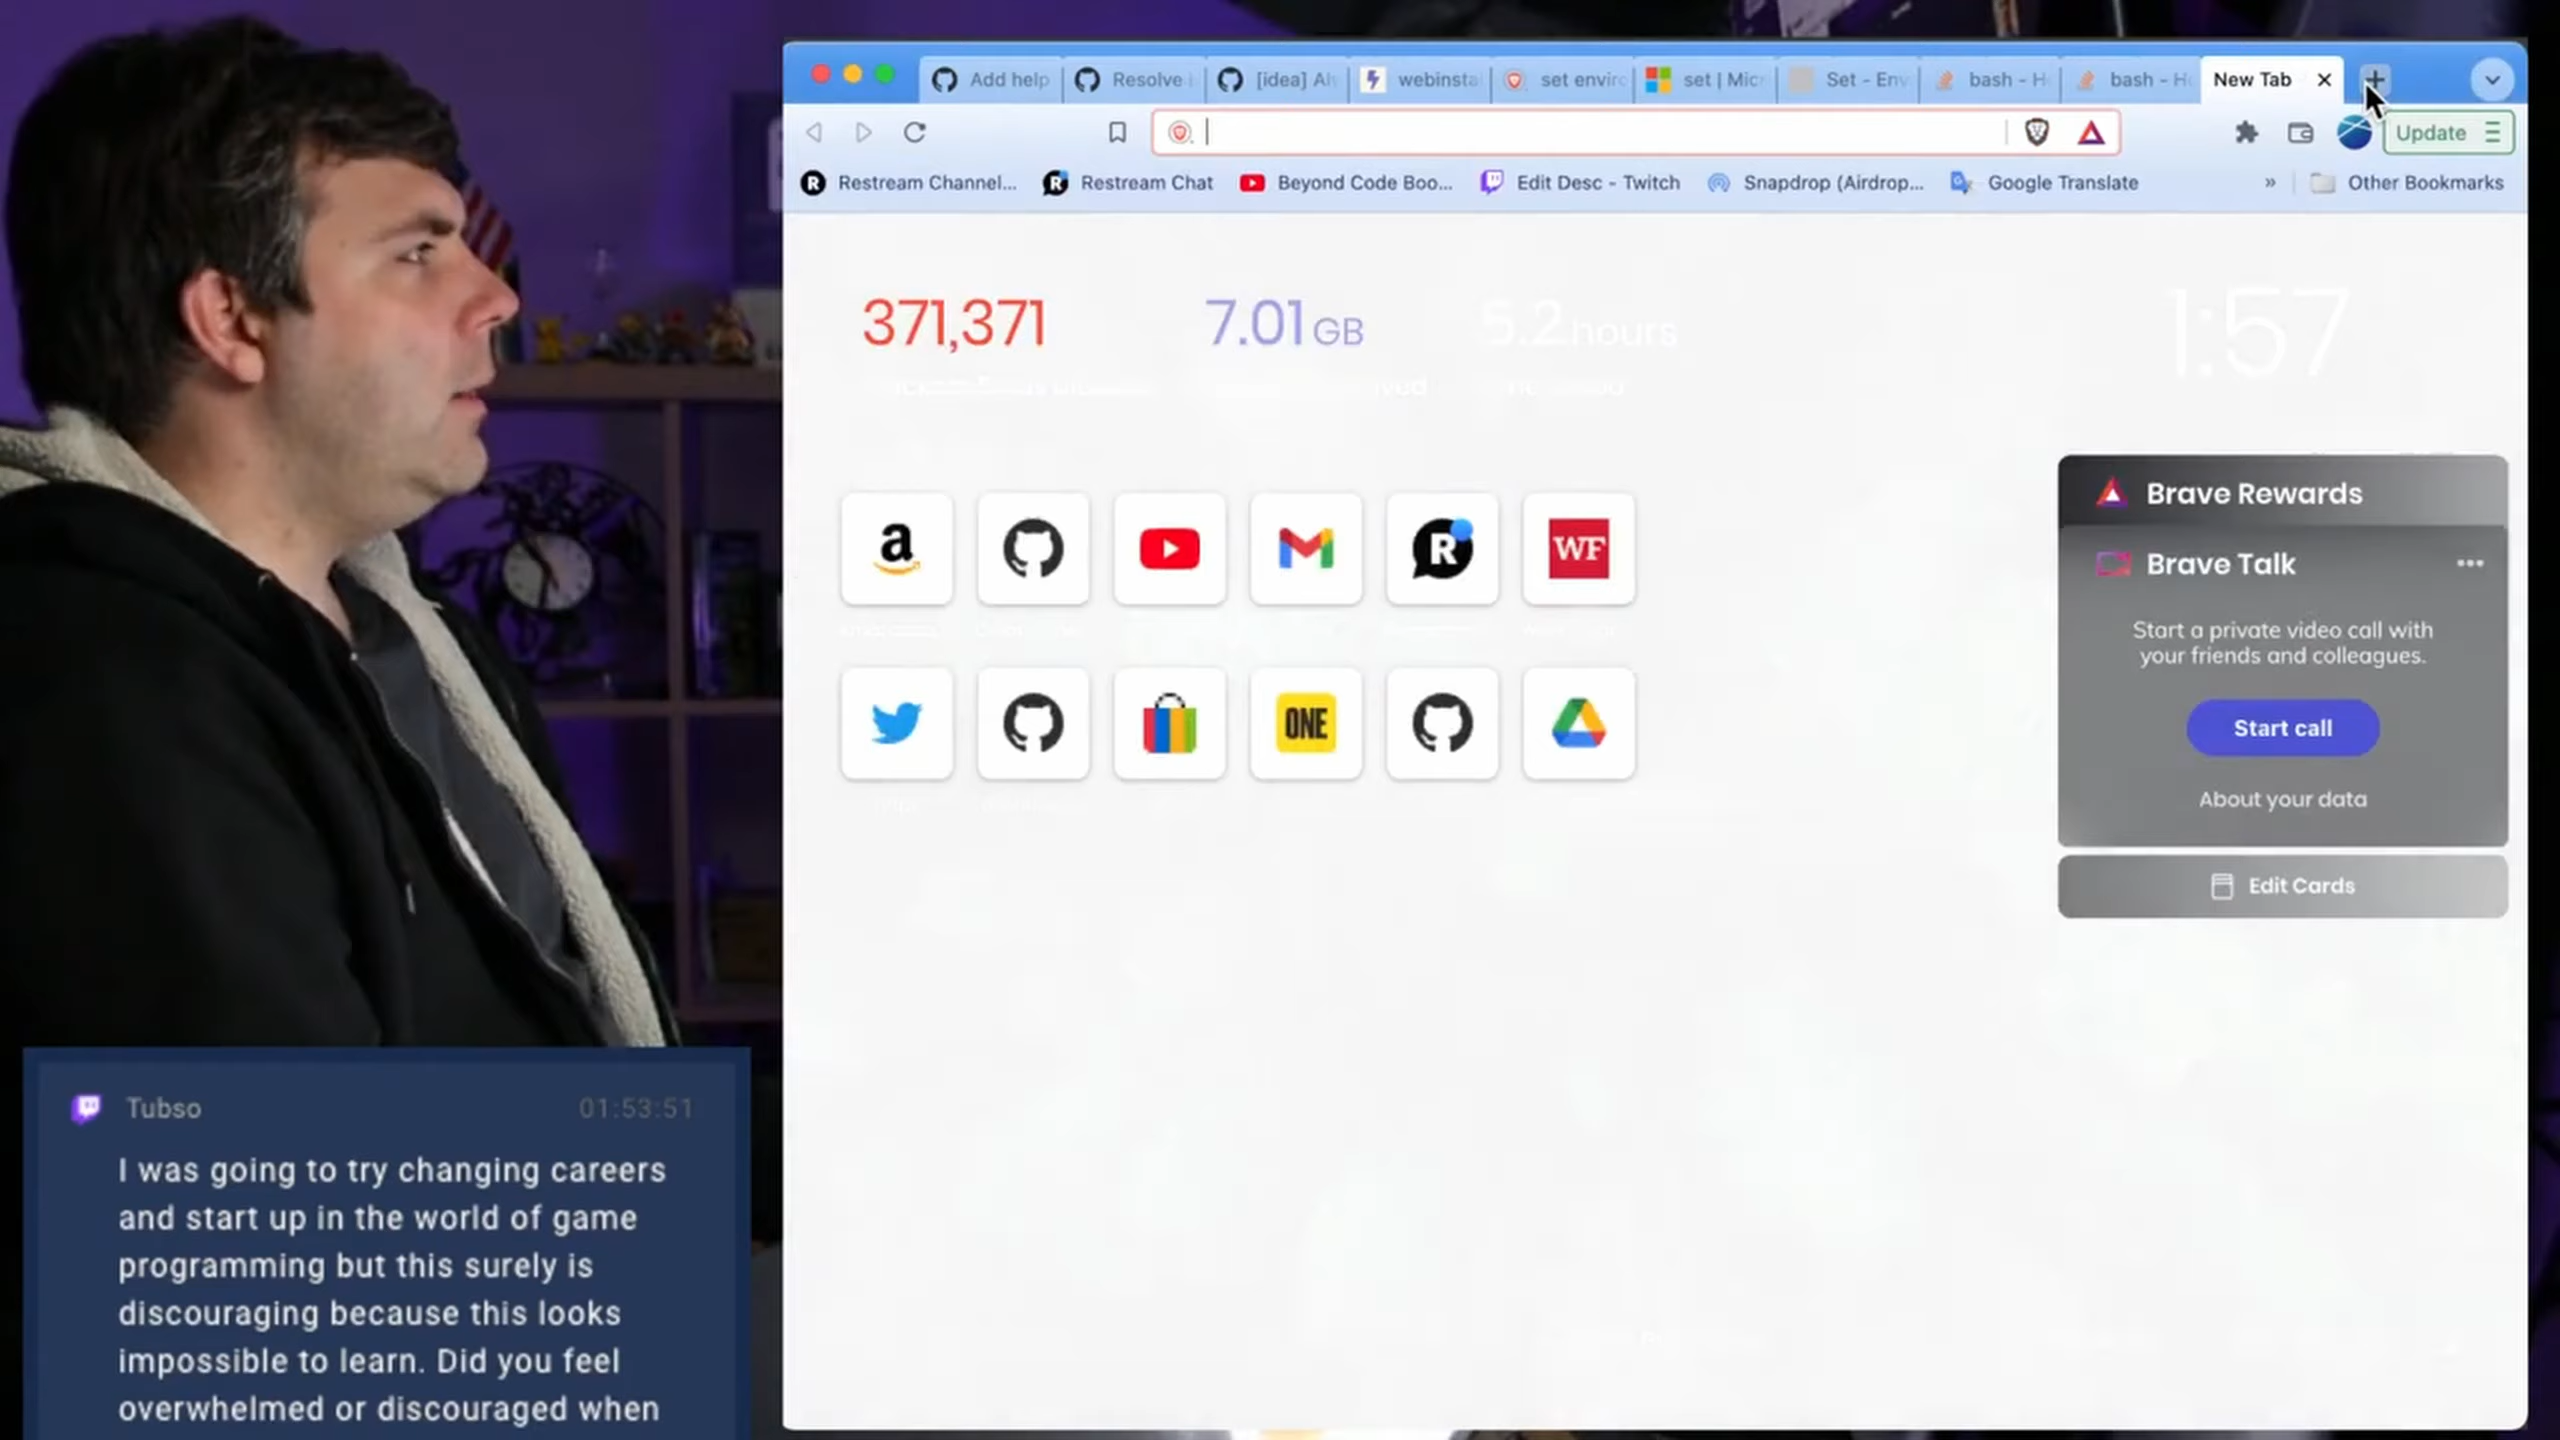 Add help
Resolve
[idea] Al
webinsta
set enviro
set | Micr
Set - Env
bash - H
bash - H
New Tab
Update
Restream Channel...
Restream Chat
Beyond Code Boo...
Edit Desc - Twitch
Snapdrop (Airdrop...
Google Translate
»
Other Bookmarks
371,371
7.01 GB
5.2 hours
1:57
a
R
WF
ONE
Brave Rewards
Brave Talk
Start a private video call with
your friends and colleagues.
Start call
About your data
Edit Cards
Tubso 01:53:51
I was going to try changing careers
and start up in the world of game
programming but this surely is
discouraging because this looks
impossible to learn. Did you feel
overwhelmed or discouraged when